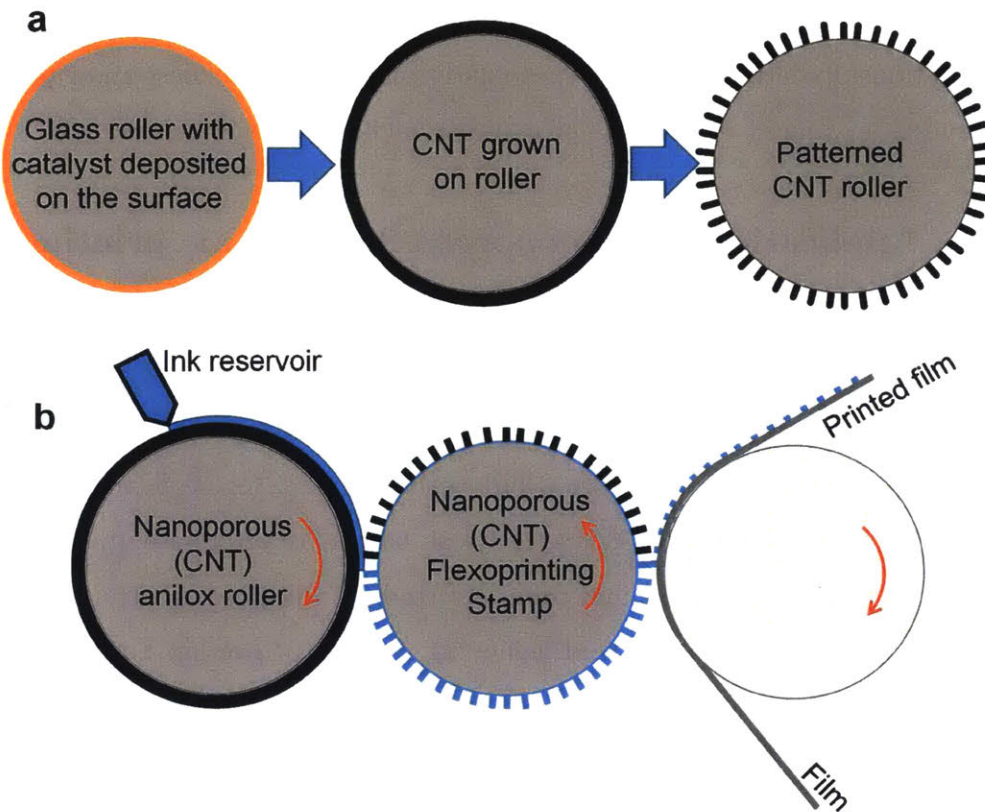 a
Glass roller with
catalyst deposited
on the surface
CNT grown
on roller
Patterned
CNT roller
b
Ink reservoir
Nanoporous
(CNT)
anilox roller
Nanoporous
(CNT)
Flexoprinting
Stamp
Printed film
Film